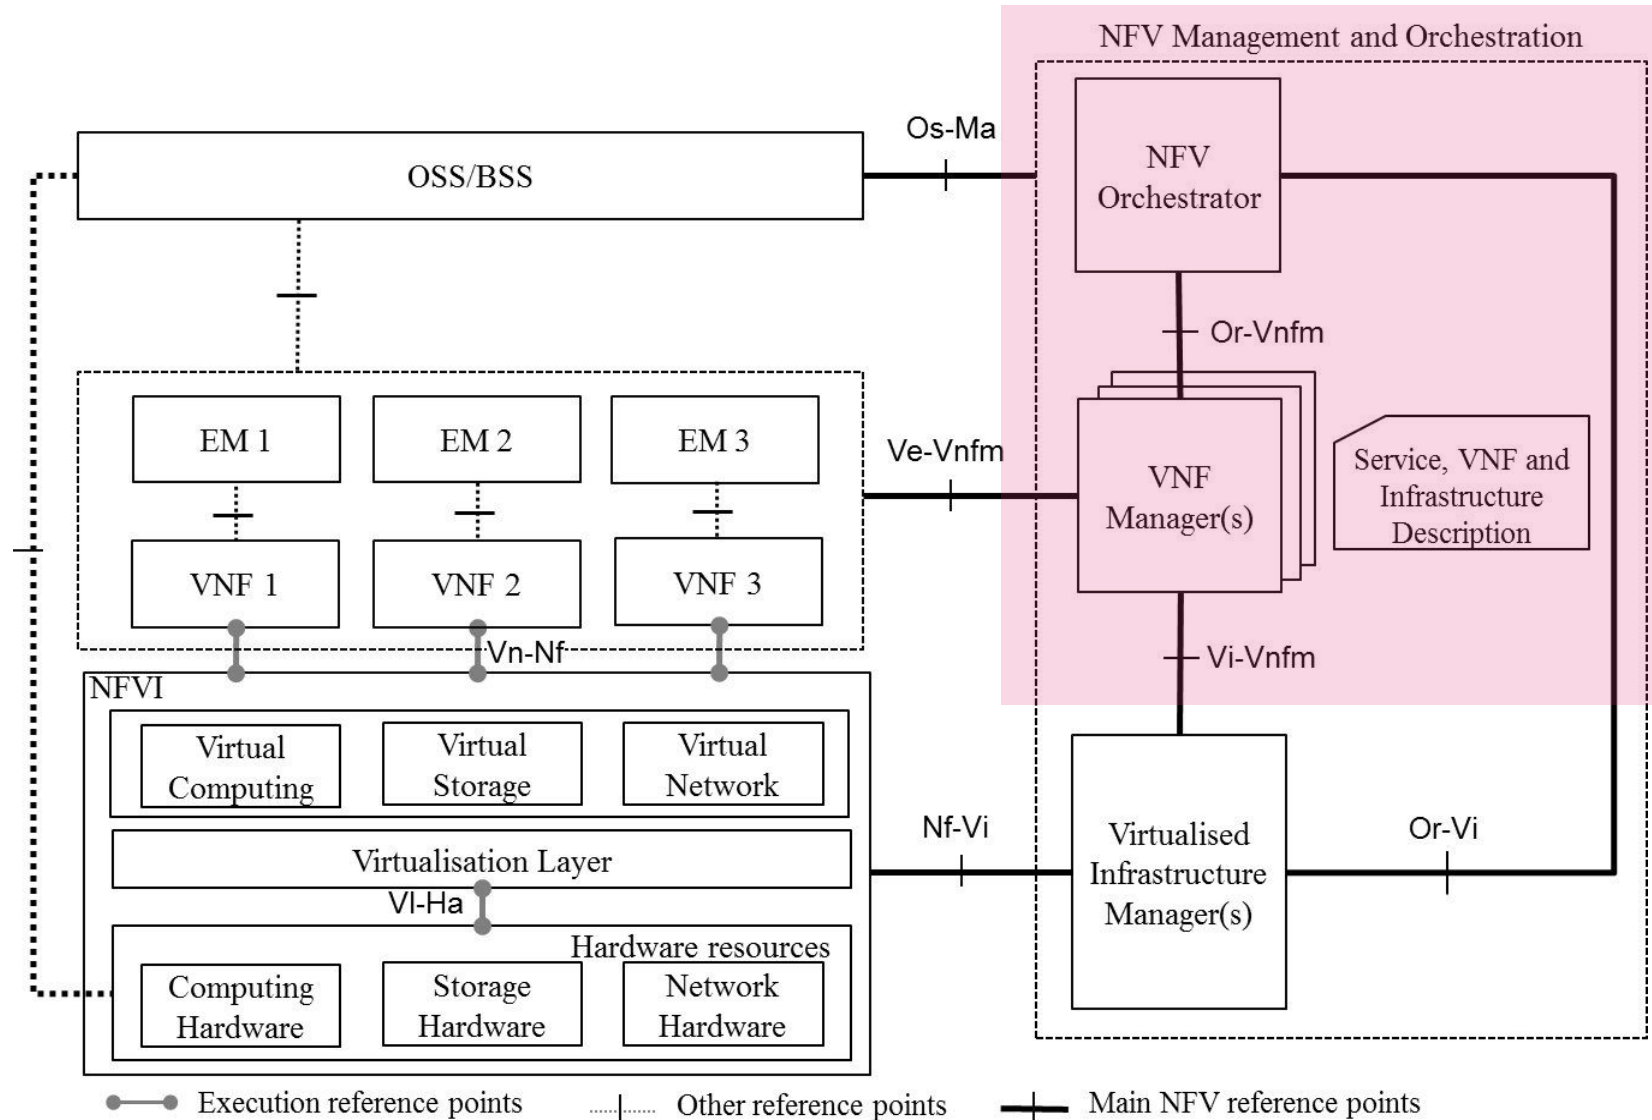 NFV Management and Orchestration
Os-Ma
OSS/BSS
NFV
Orchestrator
Or-Vnfm
EM 1
EM 2
EM 3
Ve-Vnfm
VNF
Manager(s)
Service, VNF and
Infrastructure
Description
VNF 1
VNF 2
VNF 3
Vn-Nf
Vi-Vnfm
NFVI
Virtual
Computing
Virtual
Storage
Virtual
Network
Nf-Vi
Virtualised
Infrastructure
Manager(s)
Or-Vi
Virtualisation Layer
Vl-Ha
Hardware resources
Computing
Hardware
Storage
Hardware
Network
Hardware
Execution reference points
Other reference points
Main NFV reference points